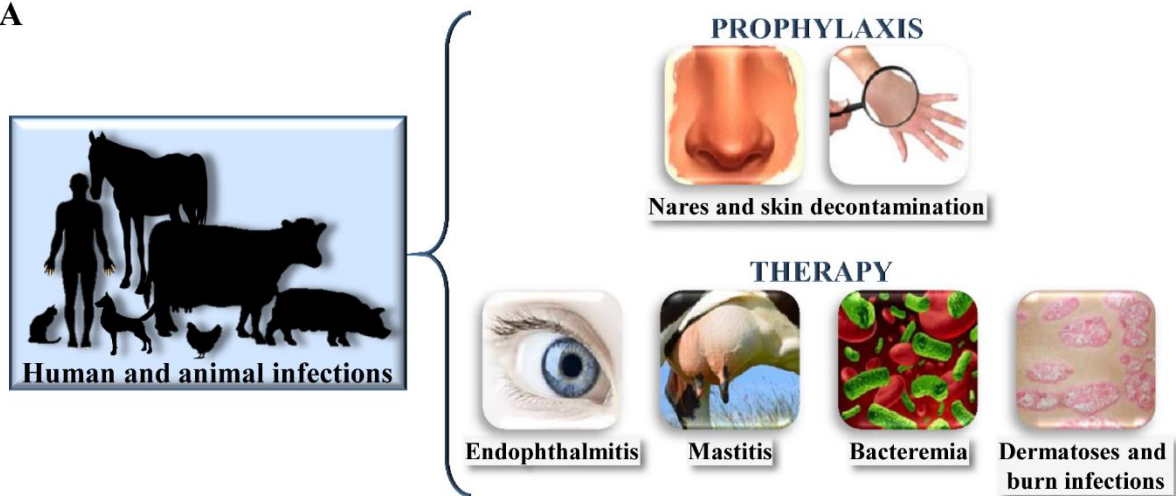 A
PROPHYLAXIS
Nares and skin decontamination
Human and animal infections
THERAPY
Endophthalmitis
Mastitis
Bacteremia
Dermatoses and
burn infections